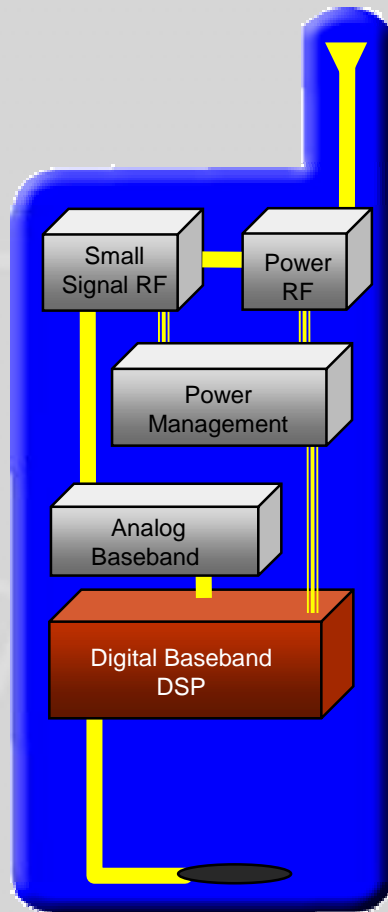 Small
Signal RF
Power
RF
Power
Management
Analog
Baseband
Digital Baseband
DSP